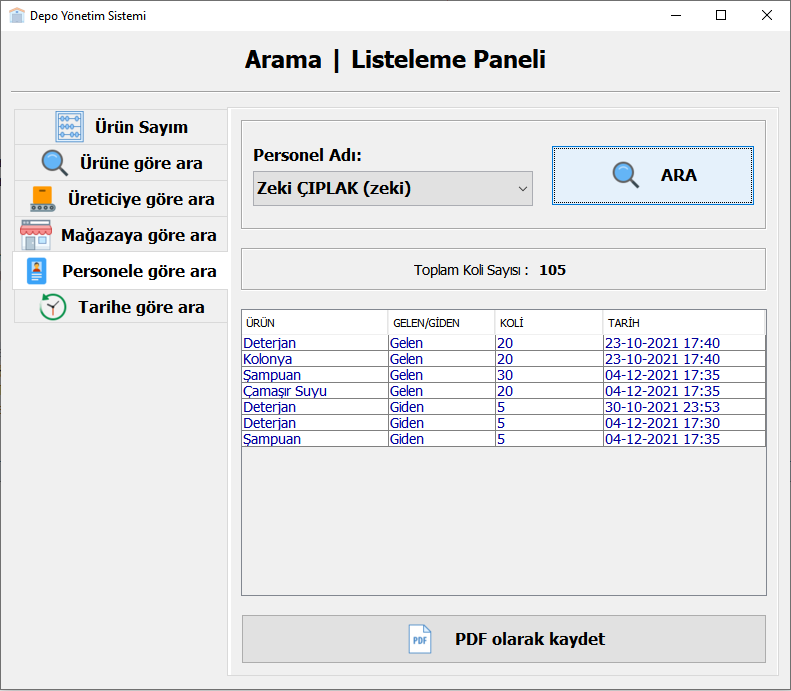 Depo Yönetim Sistemi
Arama | Listeleme Paneli
Ürün Sayım
Ürüne göre ara
Üreticiye göre ara
Mağazaya göre ara
Personele göre ara
Tarihe göre ara
Personel Adı:
Zeki ÇIPLAK (zeki)
ARA
Toplam Koli Sayısı : 105
ÜRÜN GELEN/GİDEN KOLİ TARİH
Deterjan Gelen 20 23-10-2021 17:40
Kolonya Gelen 20 23-10-2021 17:40
Şampuan Gelen 30 04-12-2021 17:35
Çamaşır Suyu Gelen 20 04-12-2021 17:35
Deterjan Giden 5 30-10-2021 23:53
Deterjan Giden 5 04-12-2021 17:30
Şampuan Giden 5 04-12-2021 17:35
PDF
PDF olarak kaydet